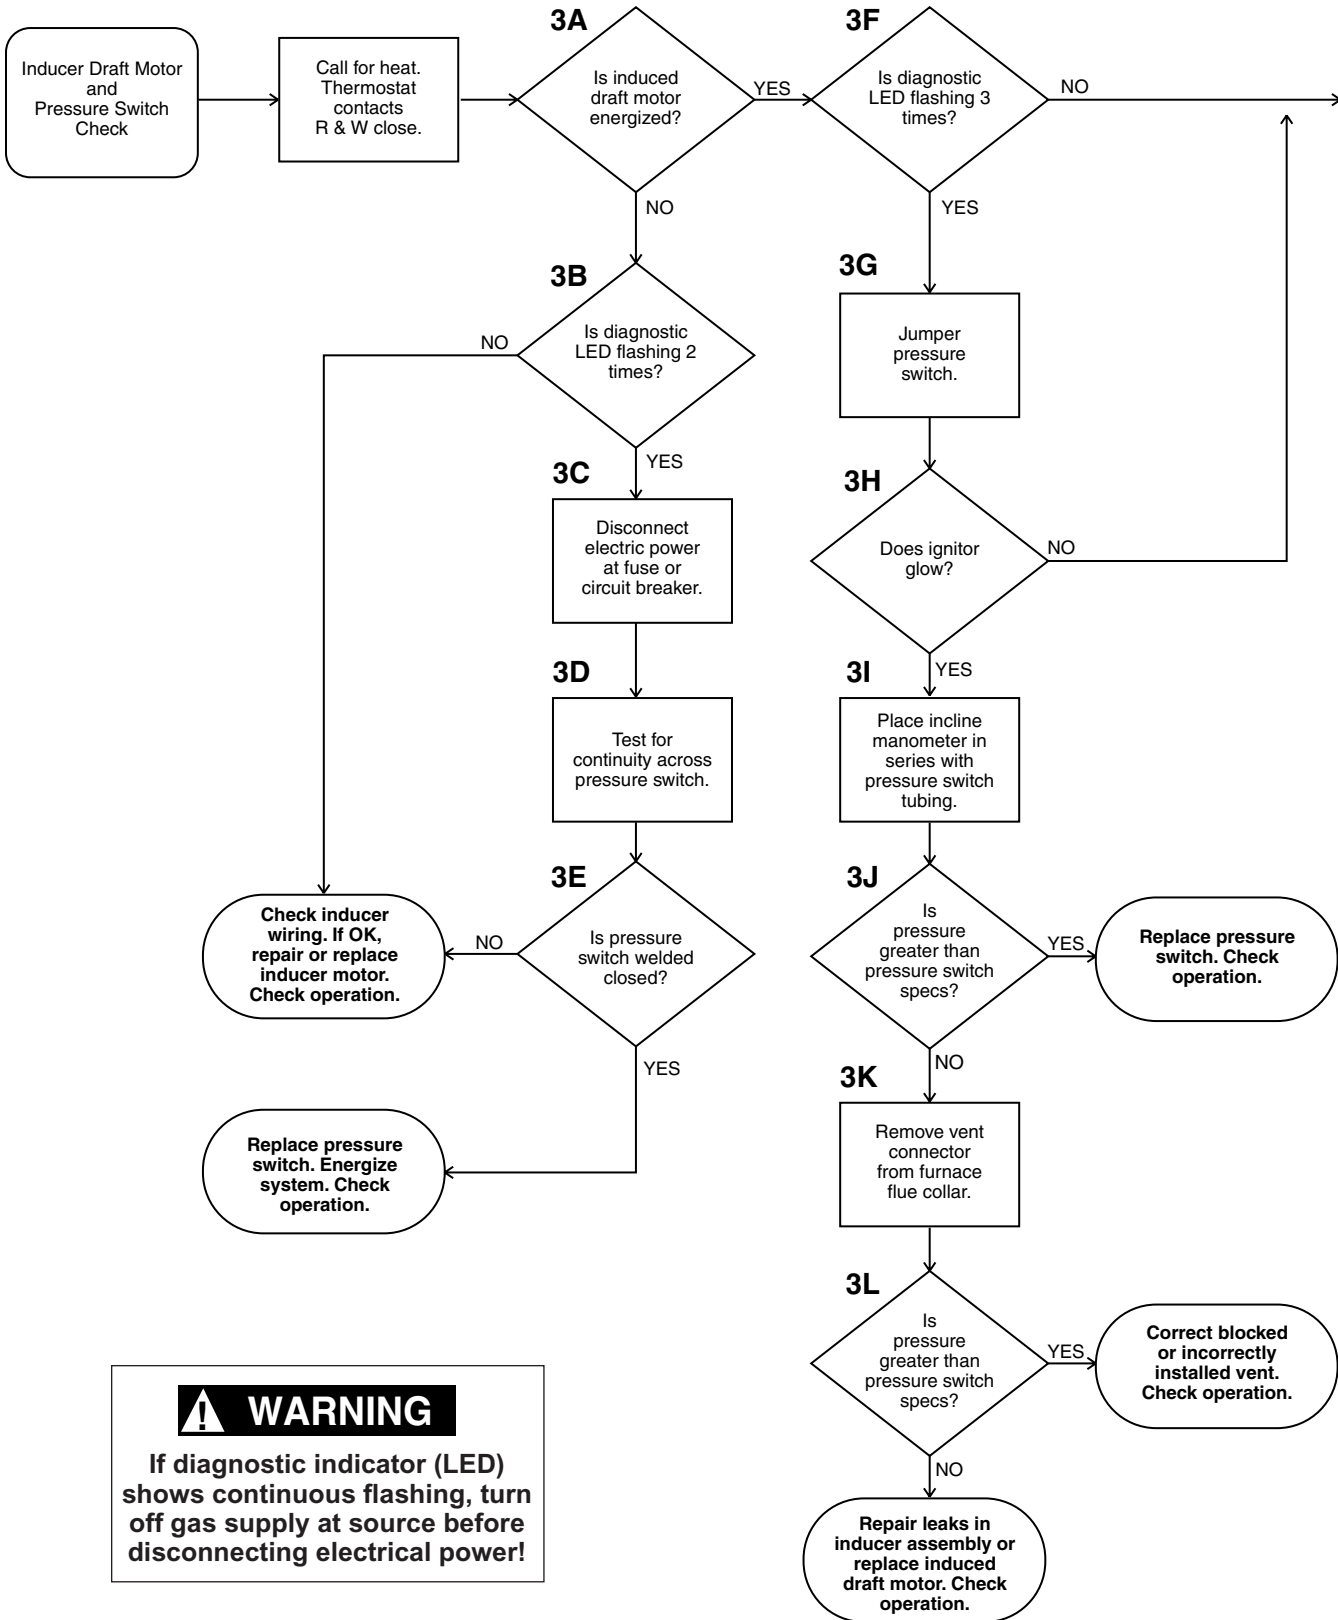 Inducer Draft Motor
and
Pressure Switch
Check
Call for heat.
Thermostat
contacts
R & W close.
3A
Is induced
draft motor
energized?
YES
NO
3F
Is diagnostic
LED flashing 3
times?
NO
YES
3B
Is diagnostic
LED flashing 2
times?
NO
YES
3G
Jumper
pressure
switch.
3C
Disconnect
electric power
at fuse or
circuit breaker.
3H
Does ignitor
glow?
NO
YES
3D
Test for
continuity across
pressure switch.
3I
Place incline
manometer in
series with
pressure switch
tubing.
3E
Is pressure
switch welded
closed?
NO
YES
Check inducer
wiring. If OK,
repair or replace
inducer motor.
Check operation.
3J
Is
pressure
greater than
pressure switch
specs?
YES
NO
Replace pressure
switch. Check
operation.
Replace pressure
switch. Energize
system. Check
operation.
3K
Remove vent
connector
from furnace
flue collar.
3L
Is
pressure
greater than
pressure switch
specs?
YES
NO
Correct blocked
or incorrectly
installed vent.
Check operation.
Repair leaks in
inducer assembly or
replace induced
draft motor. Check
operation.
! WARNING
If diagnostic indicator (LED)
shows continuous flashing, turn
off gas supply at source before
disconnecting electrical power!